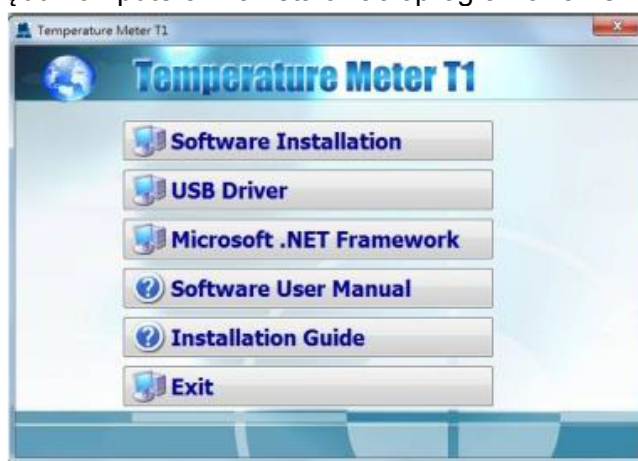 Temperature Meter T1
Temperature Meter T1
Software Installation
USB Driver
Microsoft .NET Framework
Software User Manual
Installation Guide
Exit